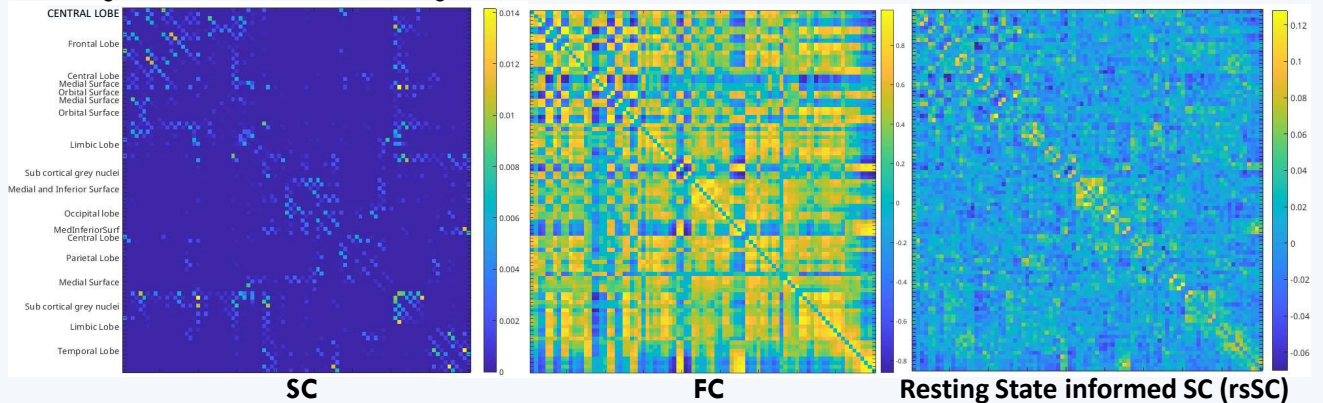 CENTRAL LOBE
Frontal Lobe
Central Lobe
Medial Surface
Orbital Surface
Medial Surface
Orbital Surface
Limbic Lobe
Sub cortical grey nuclei
Medial and Inferior Surface
Occipital lobe
MedInferiorSurf
Central Lobe
Parietal Lobe
Medial Surface
Sub cortical grey nuclei
Limbic Lobe
Temporal Lobe
0.014
0.012
0.01
0.008
0.006
0.004
0.002
0
SC
0.8
0.6
0.4
0.2
0
-0.2
-0.4
-0.6
-0.8
FC
0.12
0.1
0.08
0.06
0.04
0.02
0
-0.02
-0.04
-0.06
Resting State informed SC (rsSC)